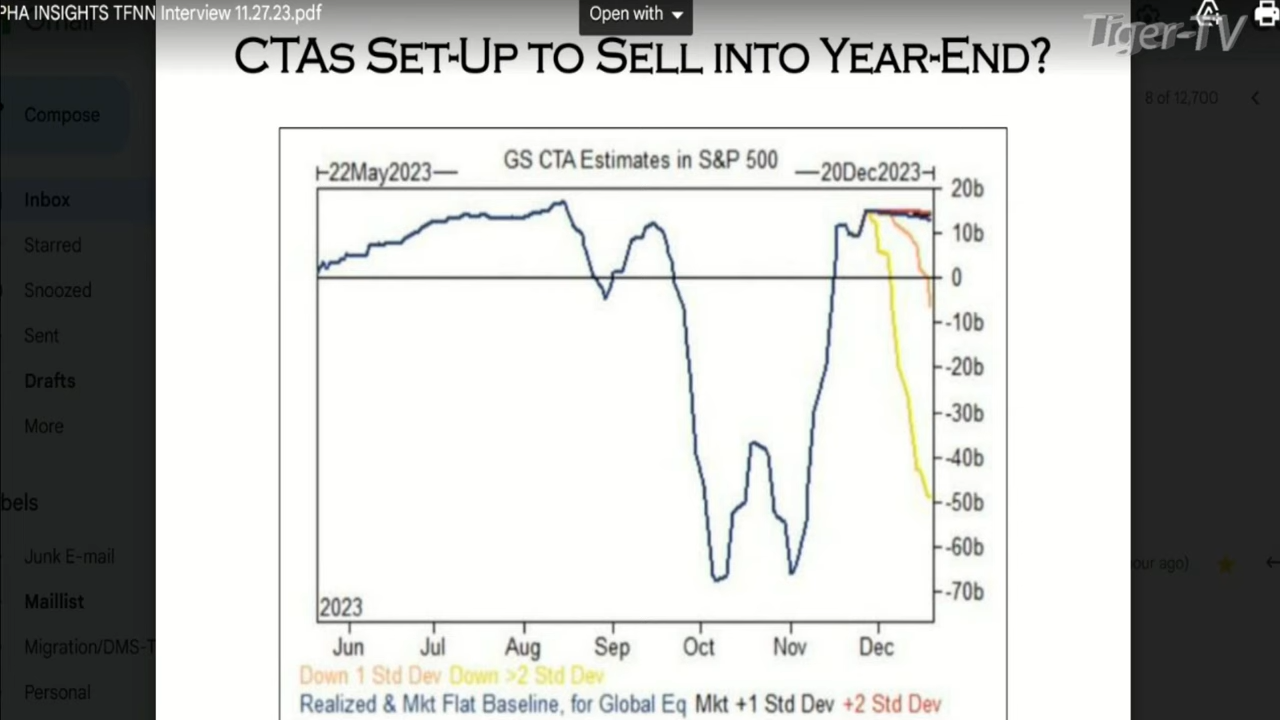 PHA INSIGHTS TFNN Interview 11.27.23.pdf
Open with
Tiger-TV
CTAs Set-Up to Sell into Year-End?
Compose
8 of 12,700
Inbox
Starred
Snoozed
Sent
Drafts
More
bels
Junk E-mail
Maillist
Migration/DMS-T
Personal
our ago)
GS CTA Estimates in S&P 500
22May2023
20Dec2023
20b
10b
0
-10b
-20b
-30b
-40b
-50b
-60b
-70b
2023
Jun Jul Aug Sep Oct Nov Dec
Down 1 Std Dev Down >2 Std Dev
Realized & Mkt Flat Baseline, for Global Eq Mkt +1 Std Dev +2 Std Dev